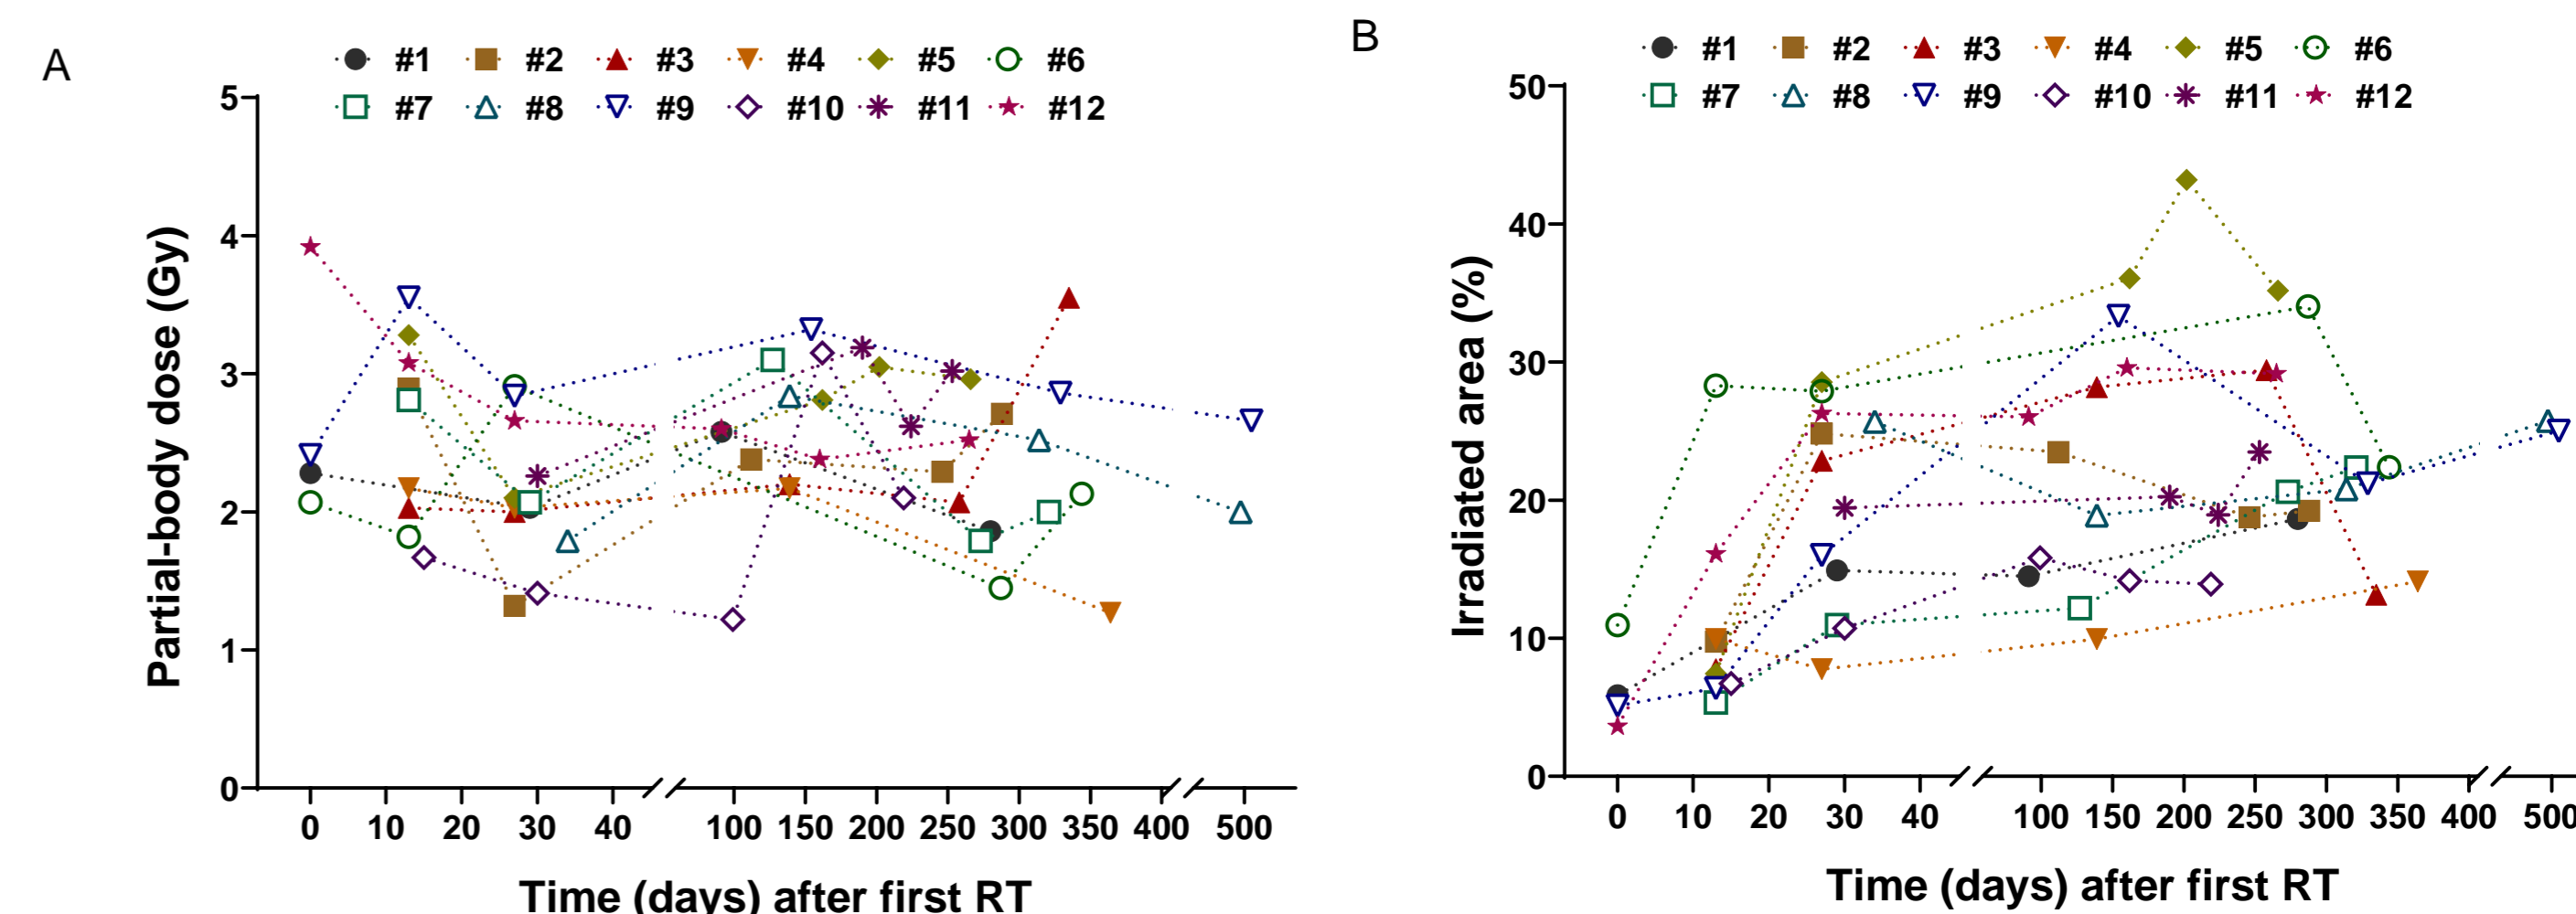 A
#1 #2 #3 #4 #5 #6
#7 #8 #9 #10 #11 #12
Partial-body dose (Gy)
5
4
3
2
1
0
0 10 20 30 40 100 150 200 250 300 350 400 500
Time (days) after first RT
B
#1 #2 #3 #4 #5 #6
#7 #8 #9 #10 #11 #12
Irradiated area (%)
50
40
30
20
10
0
0 10 20 30 40 100 150 200 250 300 350 400 500
Time (days) after first RT